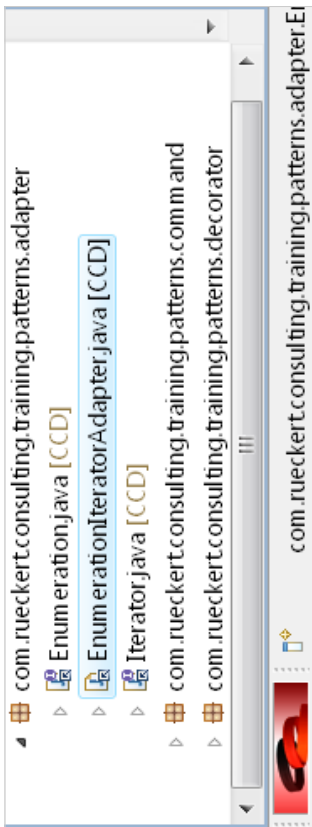 com.rueckert.consulting.training.patterns.adapter
Enumeration.java [CCD]
EnumerationIteratorAdapter.java [CCD]
Iterator.java [CCD]
com.rueckert.consulting.training.patterns.command
com.rueckert.consulting.training.patterns.decorator
com.rueckert.consulting.training.patterns.adapter.E